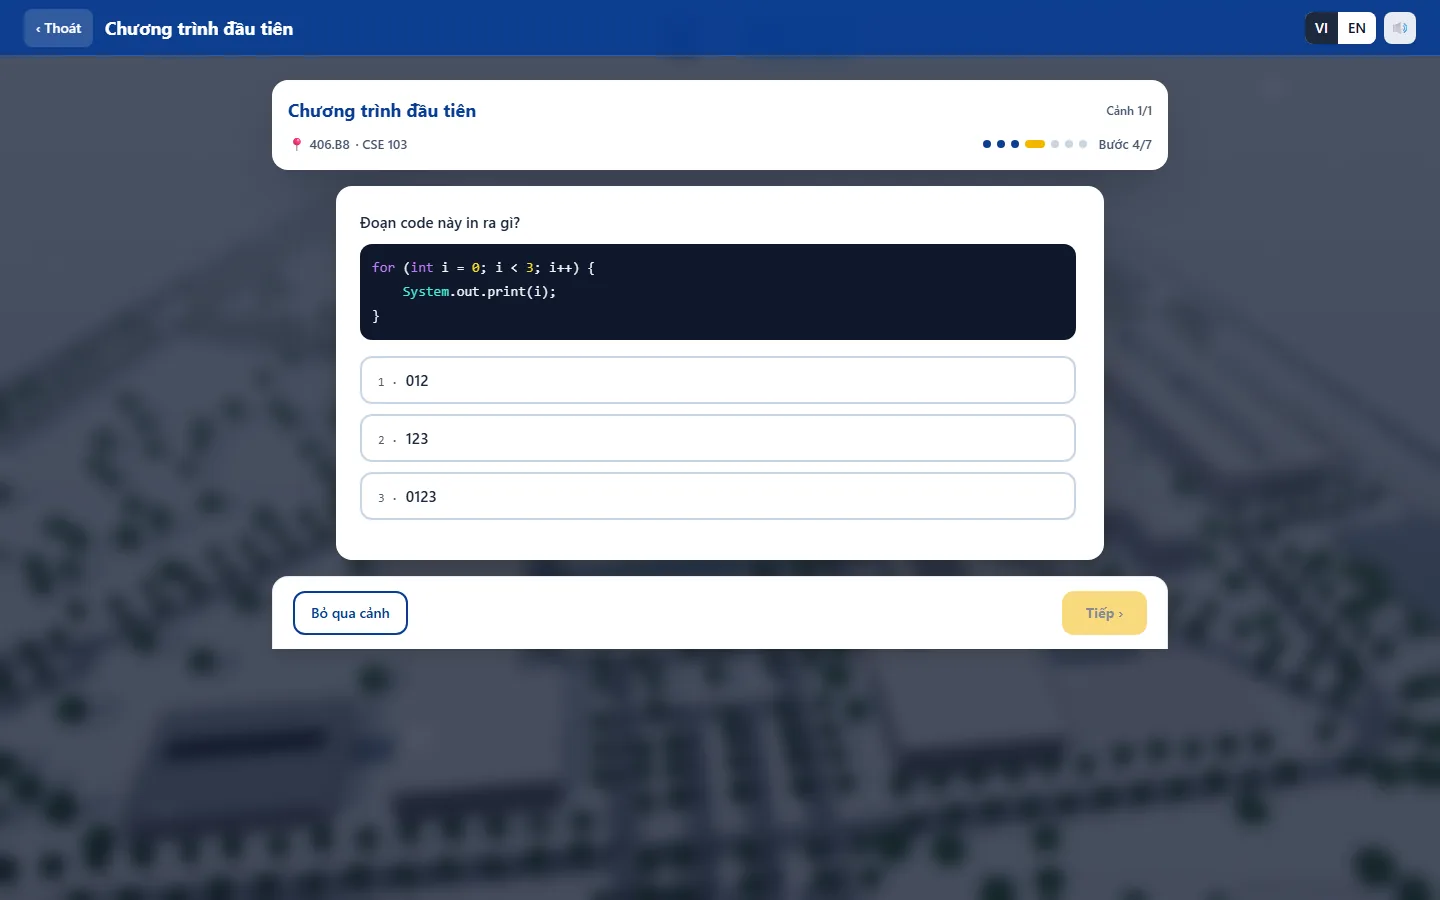 ‹ Thoát
Chương trình đầu tiên
VI EN
Chương trình đầu tiên
Cảnh 1/1
406.B8 · CSE 103
Bước 4/7
Đoạn code này in ra gì?
for (int i = 0; i < 3; i++) {
    System.out.print(i);
}
1 · 012
2 · 123
3 · 0123
Bỏ qua cảnh
Tiếp ›